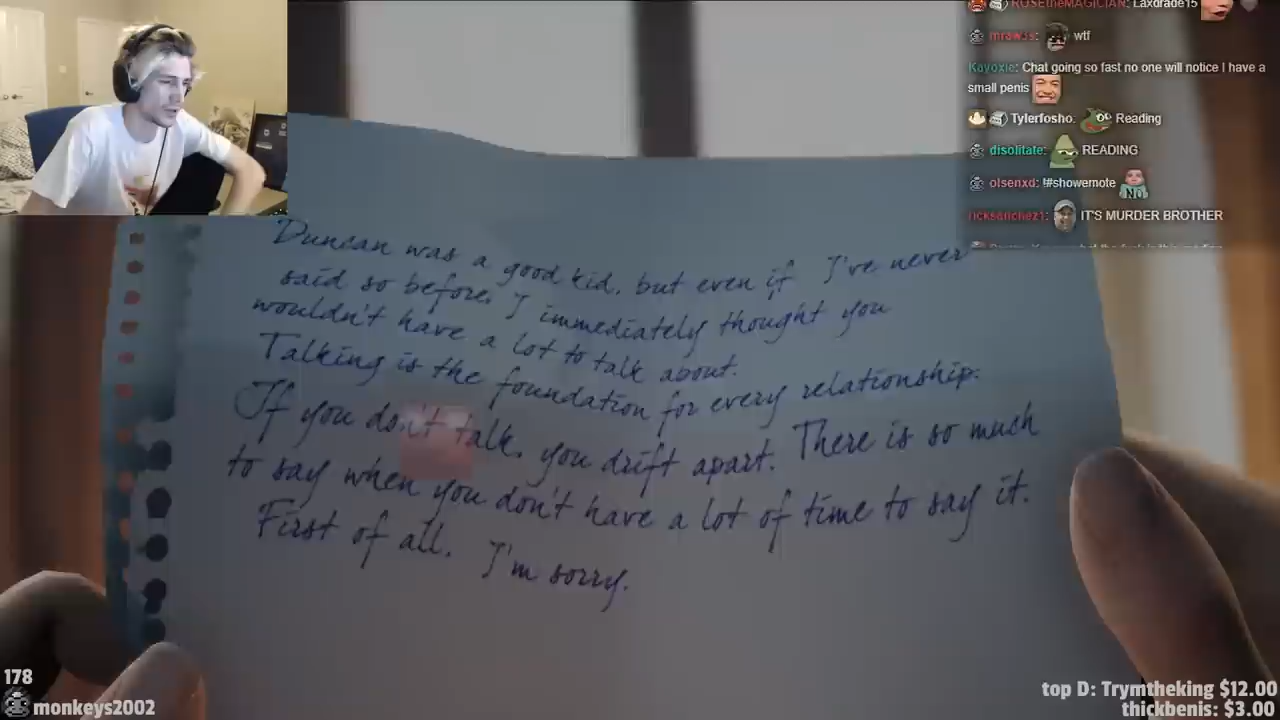 ROSEtheMAGICIAN: Laxdrade15
mraw3s: wtf
Kayoxie: Chat going so fast no one will notice I have a
small penis
Tylerfosho: Reading
disolitate: READING
olsenxd: !#showemote
NO
ricksanchez1: IT'S MURDER BROTHER
Duncan was a good kid, but even if I've never
said so before, I immediately thought you
wouldn't have a lot to talk about.
Talking is the foundation for every relationship.
If you don't talk, you drift apart. There is so much
to say when you don't have a lot of time to say it.
First of all, I'm sorry.
178
monkeys2002
top D: Trymtheking $12.00
thickbenis: $3.00